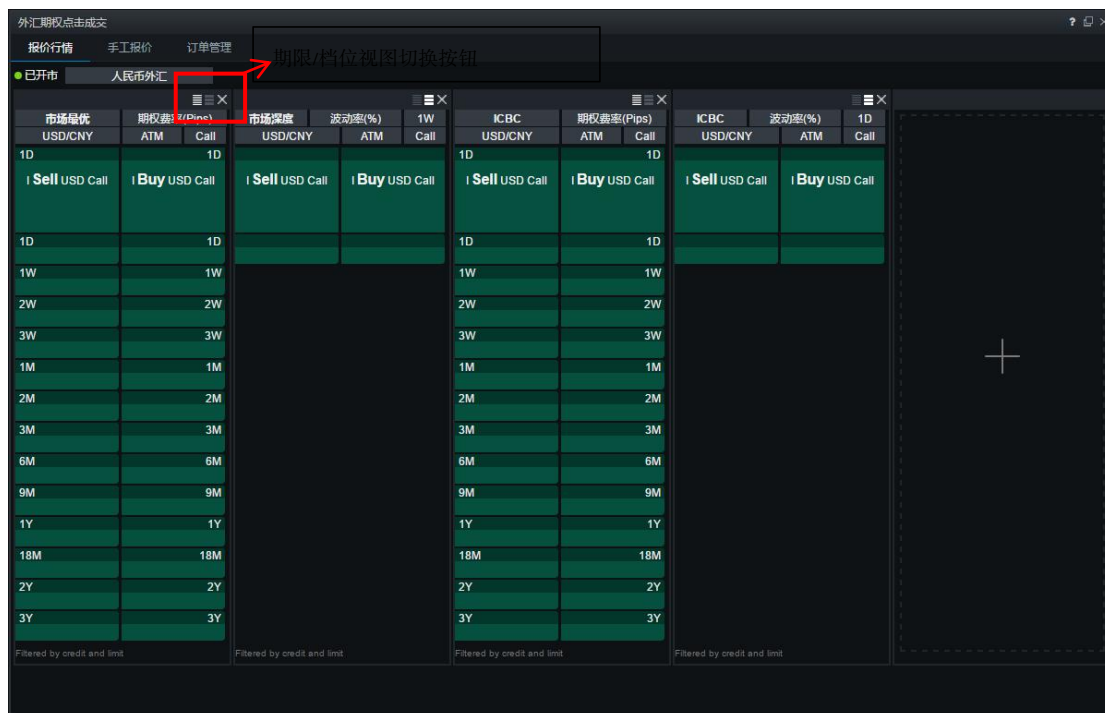 外汇期权点击成交
?
报价行情 手工报价 订单管理
期限/档位视图切换按钮
已开市 人民币外汇
市场最优 期权费率(Pips) 市场深度 波动率(%) 1W ICBC 期权费率(Pips) ICBC 波动率(%) 1D
USD/CNY ATM Call USD/CNY ATM Call USD/CNY ATM Call USD/CNY ATM Call
1D 1D 1D 1D
I Sell USD Call I Buy USD Call I Sell USD Call I Buy USD Call I Sell USD Call I Buy USD Call I Sell USD Call I Buy USD Call
1D 1D 1D 1D
1W 1W 1W 1W
2W 2W 2W 2W
3W 3W 3W 3W
1M 1M 1M 1M
2M 2M 2M 2M
3M 3M 3M 3M
6M 6M 6M 6M
9M 9M 9M 9M
1Y 1Y 1Y 1Y
18M 18M 18M 18M
2Y 2Y 2Y 2Y
3Y 3Y 3Y 3Y
Filtered by credit and limit Filtered by credit and limit Filtered by credit and limit Filtered by credit and limit